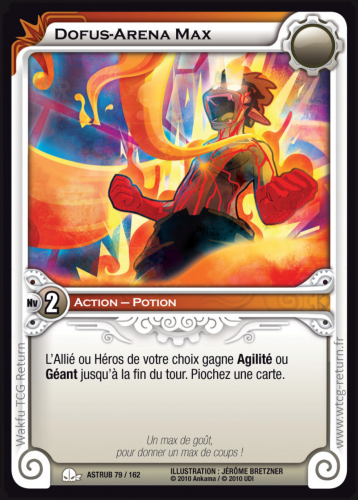 Dofus-Arena Max
Nv 2
Action – Potion
L'Allié ou Héros de votre choix gagne Agilité ou
Géant jusqu'à la fin du tour. Piochez une carte.
Un max de goût,
pour donner un max de coups !
ASTRUB 79 / 162
ILLUSTRATION : JÉRÔME BRETZNER
© 2010 Ankama / © 2010 UDI
Wakfu TCG Return
www.wtcg-return.fr